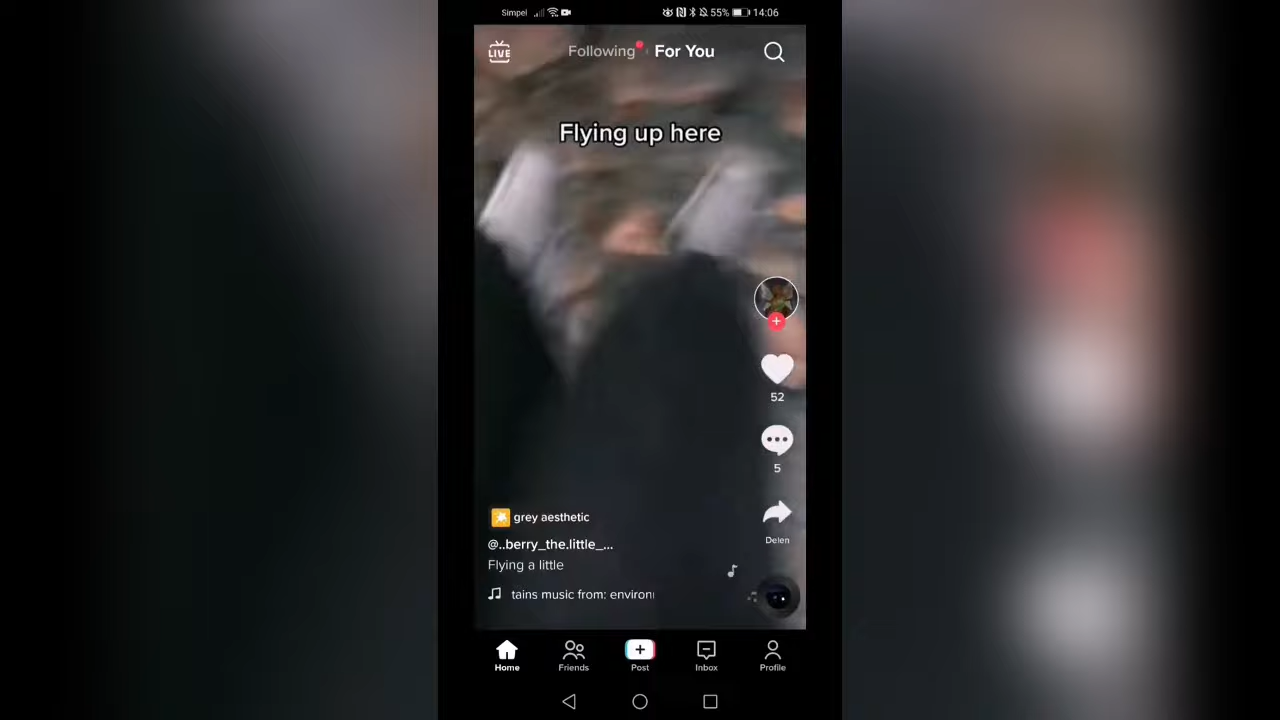 Simpel 55% 14:06
LIVE Following For You
Flying up here
52
5
grey aesthetic
@..berry_the.little_...
Flying a little
Delen
tains music from: environ
Home Friends Post Inbox Profile